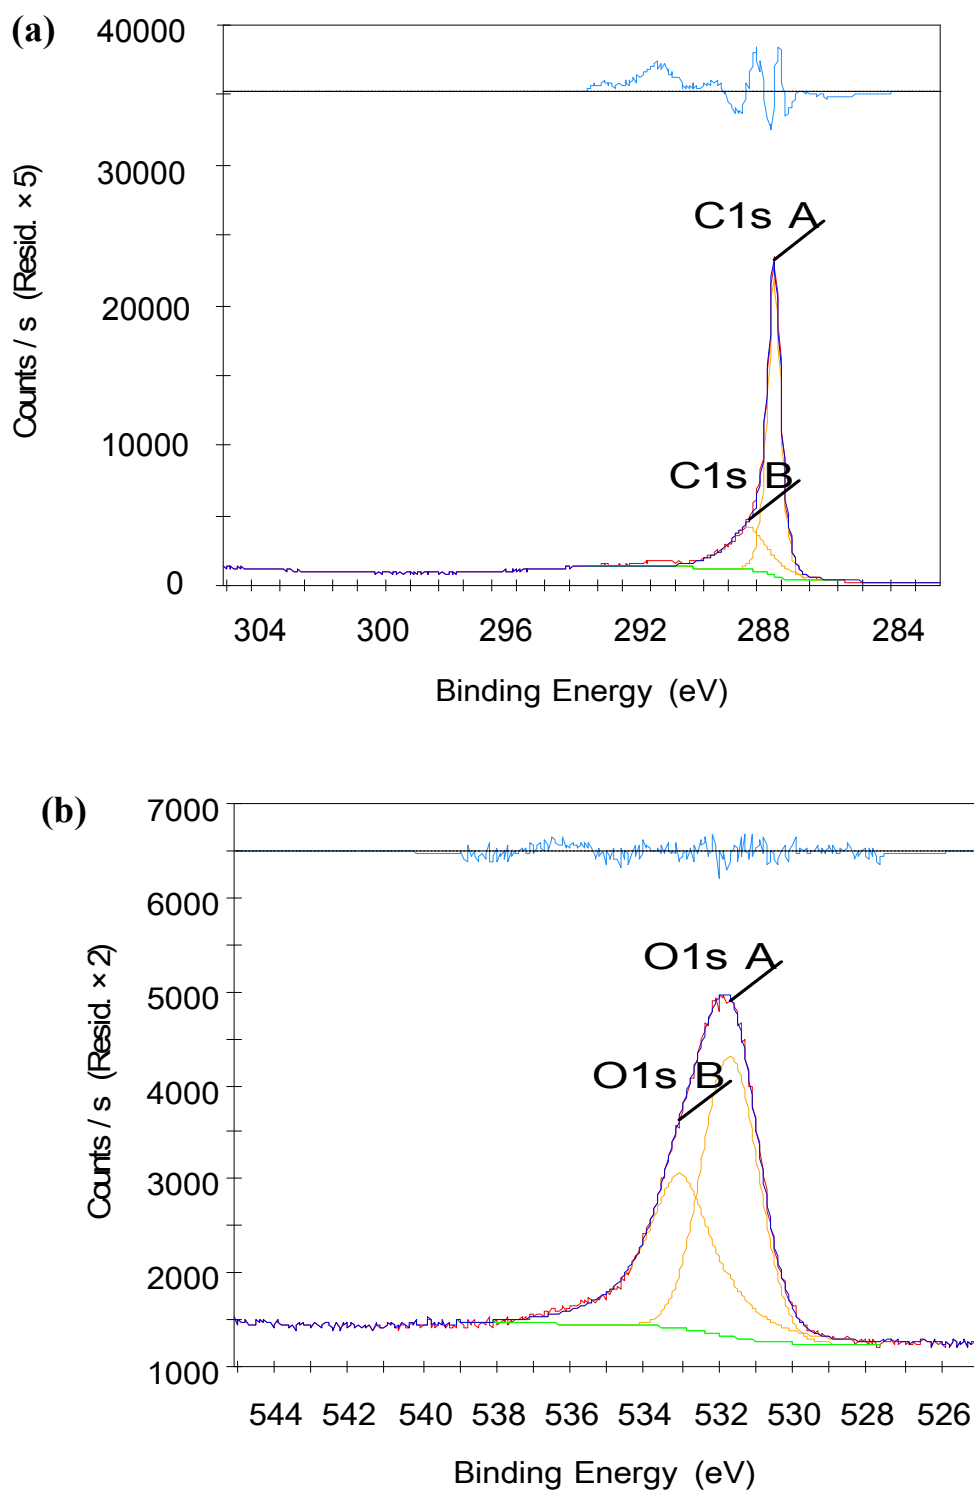 (a)
40000
30000
20000
10000
0
Counts / s (Resid. × 5)
C1s A
C1s B
304 300 296 292 288 284
Binding Energy (eV)
(b)
7000
6000
5000
4000
3000
2000
1000
Counts / s (Resid. × 2)
O1s A
O1s B
544 542 540 538 536 534 532 530 528 526
Binding Energy (eV)